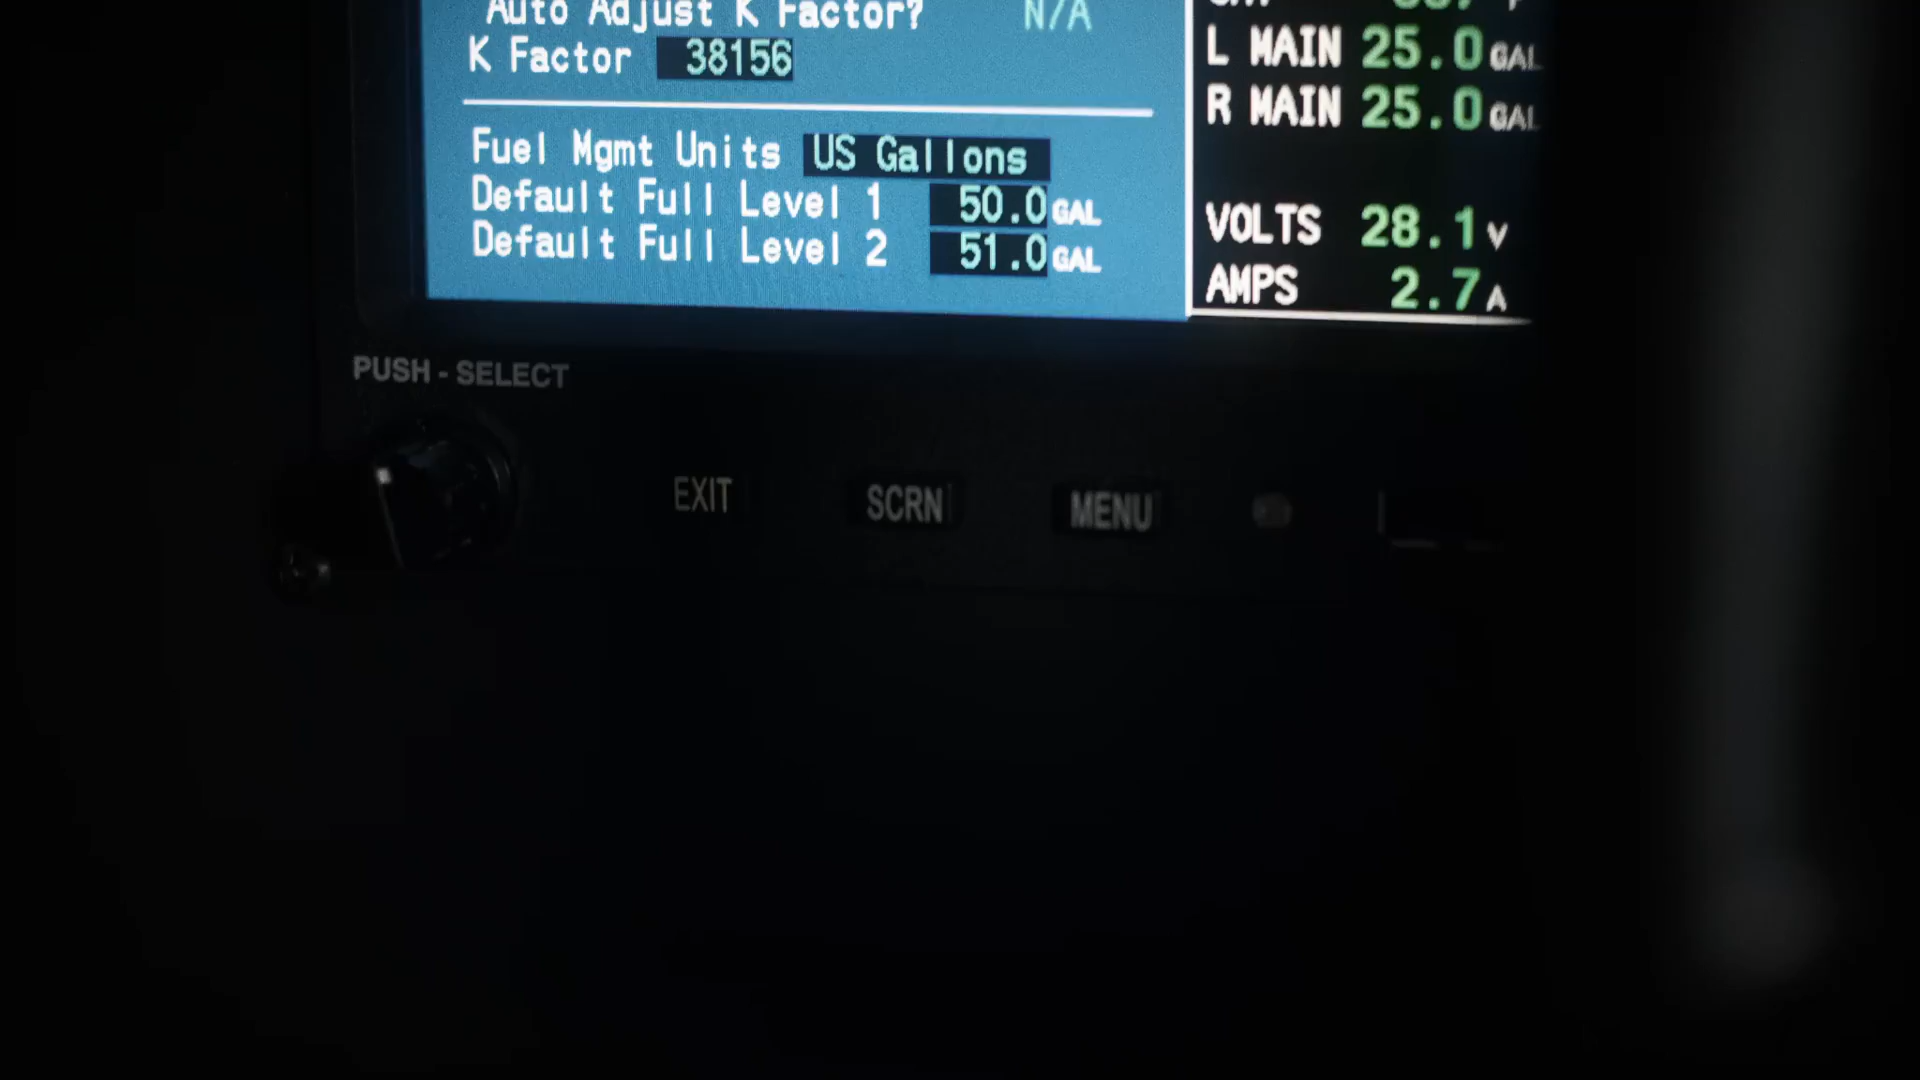 Auto Adjust K Factor? N/A
K Factor 38156
Fuel Mgmt Units US Gallons
Default Full Level 1 50.0 GAL
Default Full Level 2 51.0 GAL
L MAIN 25.0 GAL
R MAIN 25.0 GAL
VOLTS 28.1 V
AMPS 2.7 A
PUSH - SELECT
EXIT SCRN MENU